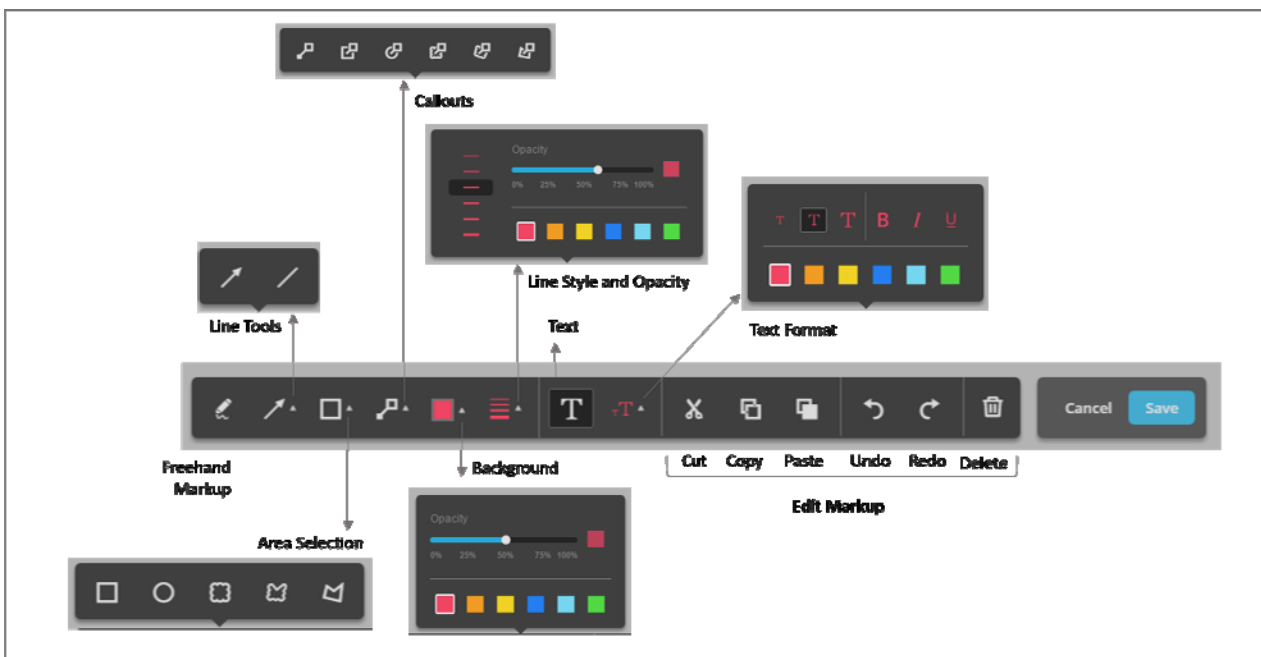 Callouts
Opacity
0% 25% 50% 75% 100%
Line Style and Opacity
T T T B I U
Text Format
Line Tools
Text
T TT
Cancel Save
Freehand
Markup
Background
Cut Copy Paste Undo Redo Delete
Edit Markup
Area Selection
Opacity
0% 25% 50% 75% 100%